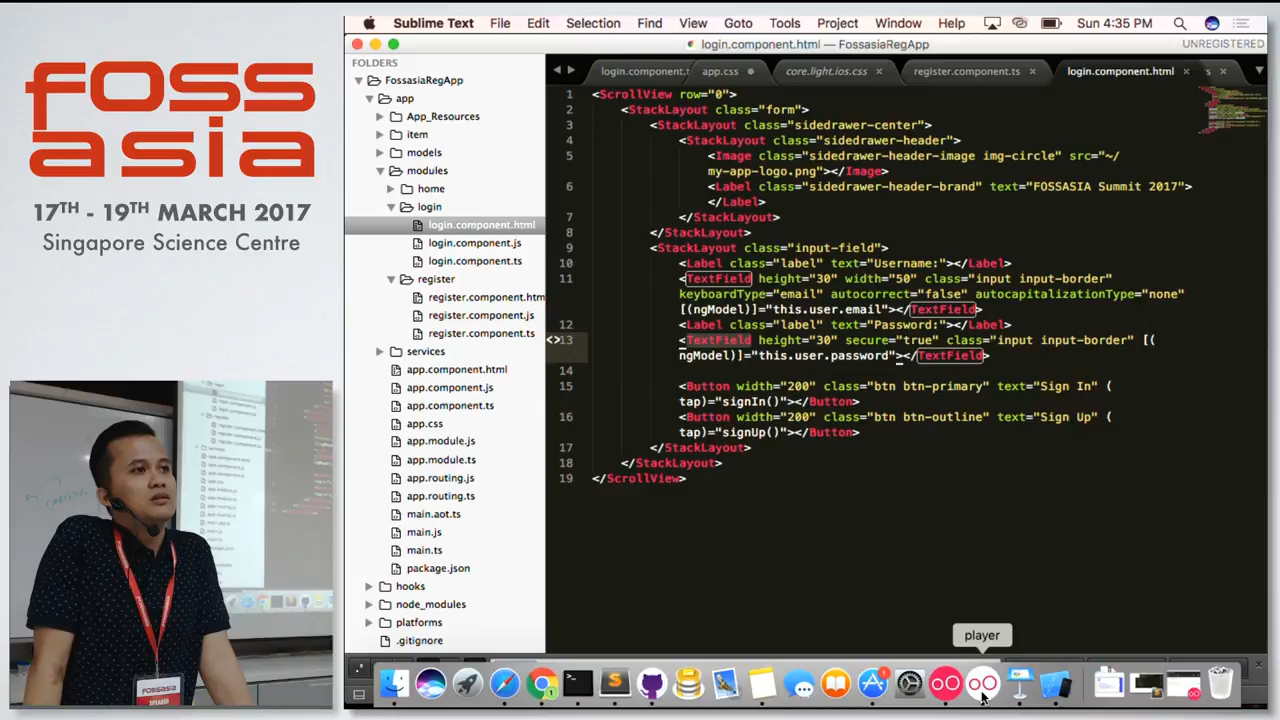 foss
asia
17TH - 19TH MARCH 2017
Singapore Science Centre
fossasia
SPEAKER
Sublime Text File Edit Selection Find View Goto Tools Project Window Help Sun 4:35 PM
login.component.html — FossasiaRegApp
UNREGISTERED
FOLDERS
FossasiaRegApp
app
App_Resources
item
models
modules
home
login
login.component.html
login.component.js
login.component.ts
register
register.component.htm
register.component.js
register.component.ts
services
app.component.html
app.component.js
app.component.ts
app.css
app.module.js
app.module.ts
app.routing.js
app.routing.ts
main.aot.ts
main.js
main.ts
package.json
hooks
node_modules
platforms
.gitignore
login.component.t app.css core.light.ios.css register.component.ts login.component.html s
1 <ScrollView row="0">
2 <StackLayout class="form">
3 <StackLayout class="sidedrawer-center">
4 <StackLayout class="sidedrawer-header">
5 <Image class="sidedrawer-header-image img-circle" src="~/
my-app-logo.png"></Image>
6 <Label class="sidedrawer-header-brand" text="FOSSASIA Summit 2017">
</Label>
7 </StackLayout>
8 </StackLayout>
9 <StackLayout class="input-field">
10 <Label class="label" text="Username:"></Label>
11 <TextField height="30" width="50" class="input input-border"
keyboardType="email" autocorrect="false" autocapitalizationType="none"
[(ngModel)]="this.user.email"></TextField>
12 <Label class="label" text="Password:"></Label>
13 <TextField height="30" secure="true" class="input input-border" [(
ngModel)]="this.user.password"></TextField>
14
15 <Button width="200" class="btn btn-primary" text="Sign In" (
tap)="signIn()"></Button>
16 <Button width="200" class="btn btn-outline" text="Sign Up" (
tap)="signUp()"></Button>
17 </StackLayout>
18 </StackLayout>
19 </ScrollView>
player